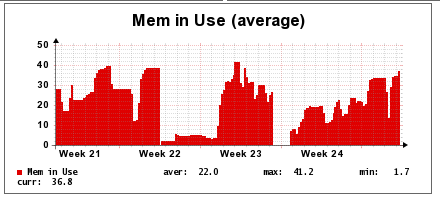 Mem in Use (average)
50
40
30
20
10
0
Week 21 Week 22 Week 23 Week 24
Mem in Use aver: 22.0 max: 41.2 min: 1.7
curr: 36.8